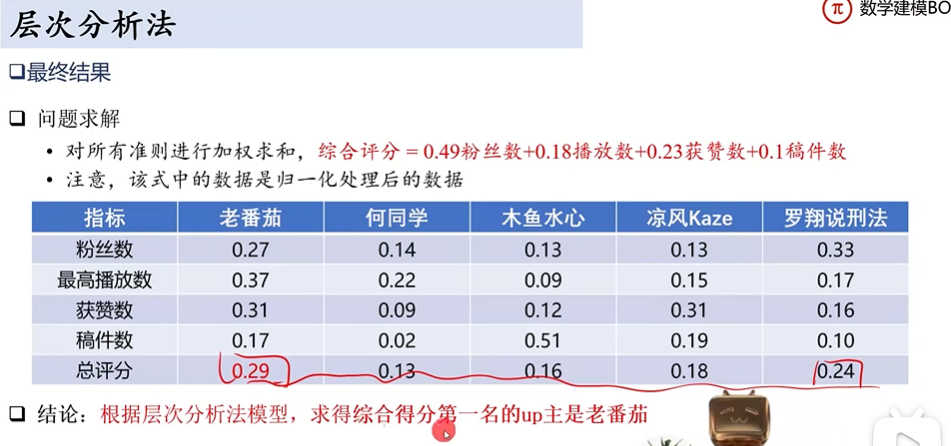 层次分析法
π 数学建模BO
最终结果
问题求解
• 对所有准则进行加权求和，综合评分 = 0.49粉丝数+0.18播放数+0.23获赞数+0.1稿件数
• 注意，该式中的数据是归一化处理后的数据
指标 老番茄 何同学 木鱼水心 凉风Kaze 罗翔说刑法
粉丝数 0.27 0.14 0.13 0.13 0.33
最高播放数 0.37 0.22 0.09 0.15 0.17
获赞数 0.31 0.09 0.12 0.31 0.16
稿件数 0.17 0.02 0.51 0.19 0.10
总评分 0.29 0.13 0.16 0.18 0.24
结论：根据层次分析法模型，求得综合得分第一名的up主是老番茄